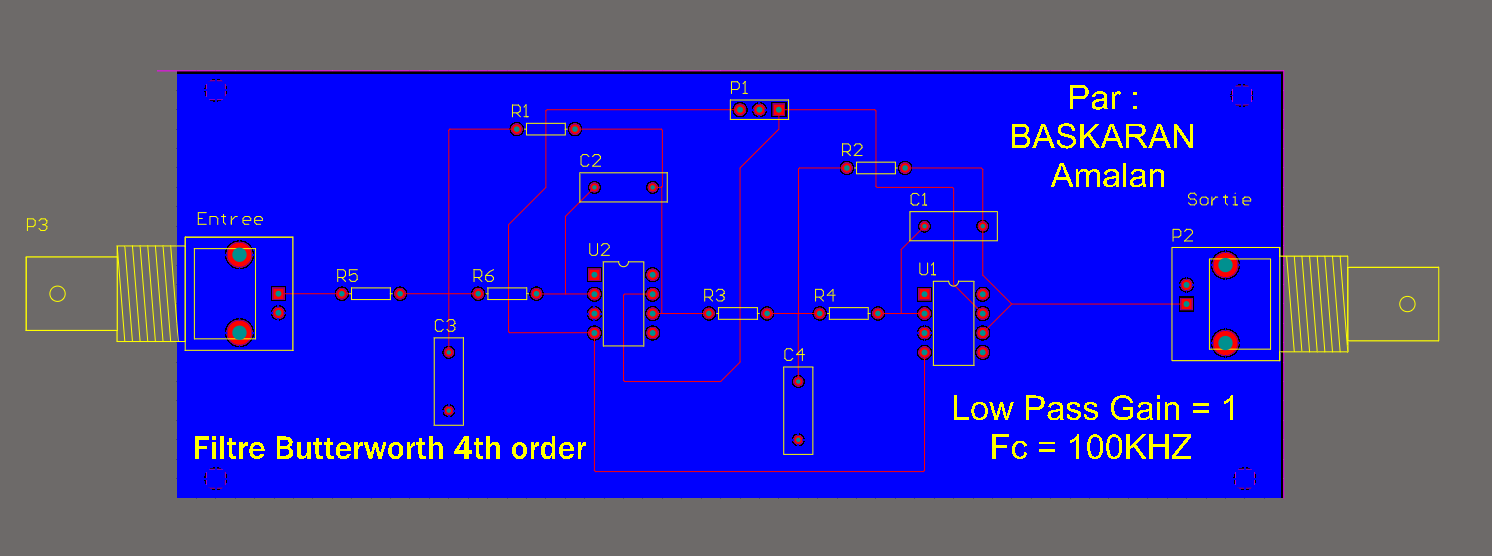 P1
Par :
R1
BASKARAN
R2
C2
Amalan
C1
Sortie
Entree
P3
P2
U2
U1
R5
R6
R3
R4
C3
C4
Low Pass Gain = 1
Filtre Butterworth 4th order
Fc = 100KHZ